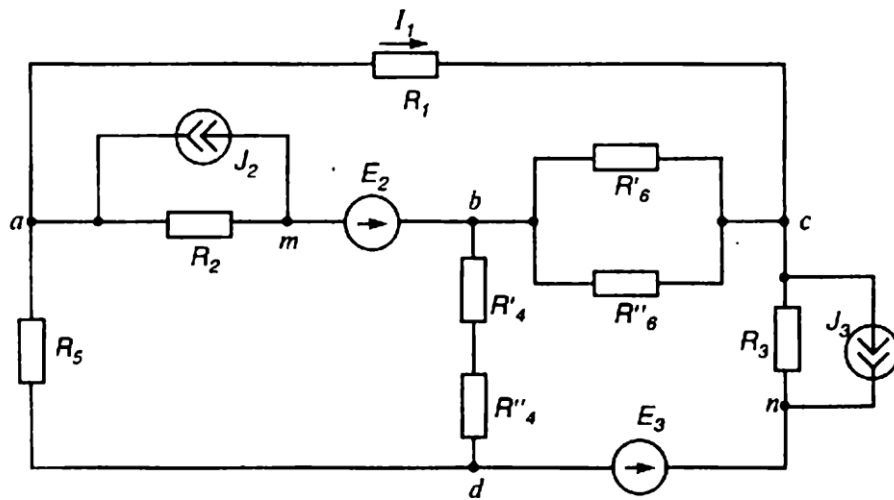 I₁
R₁
J₂
E₂
b
R'₆
a
R₂
m
c
R''₆
R'₄
R₅
R₃
J₃
R''₄
n
E₃
d